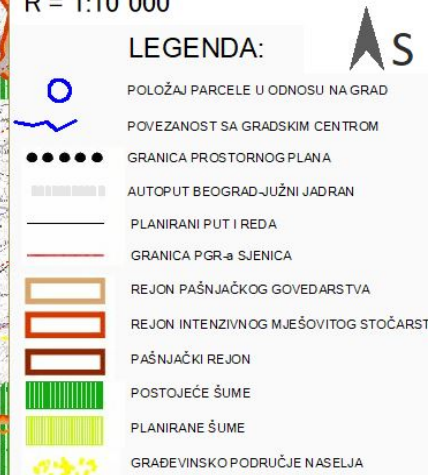 R = 1:10 000
LEGENDA:
S
POLOŽAJ PARCELE U ODNOSU NA GRAD
POVEZANOST SA GRADSKIM CENTROM
GRANICA PROSTORNOG PLANA
AUTOPUT BEOGRAD-JUŽNI JADRAN
PLANIRANI PUT I REDA
GRANICA PGR-a SJENICA
REJON PAŠNJAČKOG GOVEDARSTVA
REJON INTENZIVNOG MJEŠOVITOG STOČARST
PAŠNJAČKI REJON
POSTOJEĆE ŠUME
PLANIRANE ŠUME
GRAĐEVINSKO PODRUČJE NASELJA